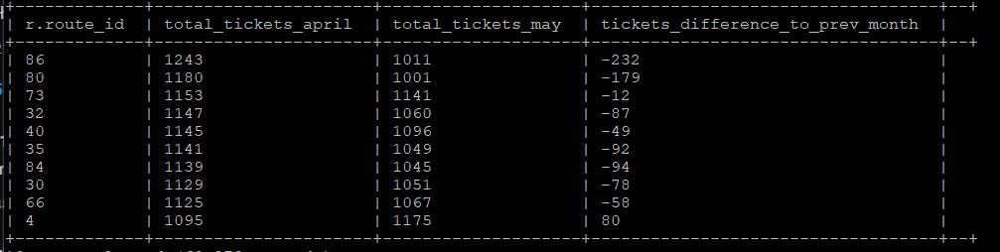 +--------------+------------------------+----------------------+------------------------------------+--+
| r.route_id | total_tickets_april | total_tickets_may | tickets_difference_to_prev_month |
+--------------+------------------------+----------------------+------------------------------------+--+
| 86 | 1243 | 1011 | -232 |
| 80 | 1180 | 1001 | -179 |
| 73 | 1153 | 1141 | -12 |
| 32 | 1147 | 1060 | -87 |
| 40 | 1145 | 1096 | -49 |
| 35 | 1141 | 1049 | -92 |
| 84 | 1139 | 1045 | -94 |
| 30 | 1129 | 1051 | -78 |
| 66 | 1125 | 1067 | -58 |
| 4 | 1095 | 1175 | 80 |
+--------------+------------------------+----------------------+------------------------------------+--+